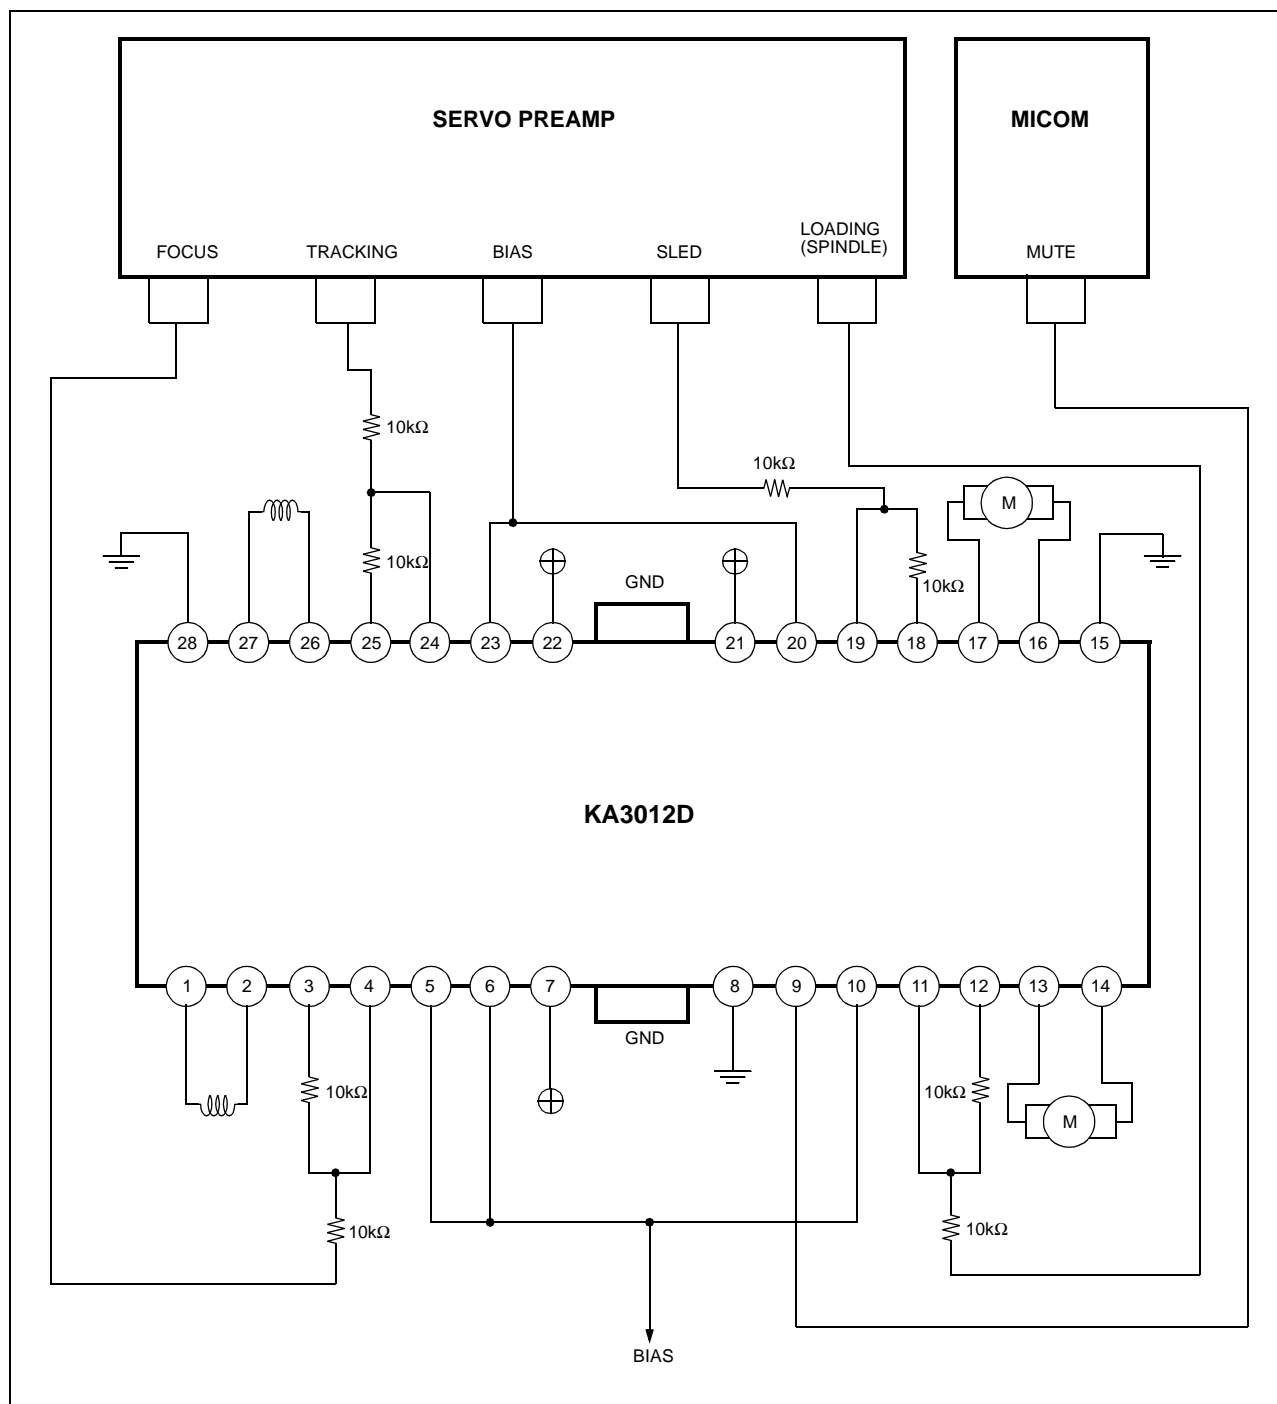 SERVO PREAMP
MICOM
FOCUS
TRACKING
BIAS
SLED
LOADING
(SPINDLE)
MUTE
10kΩ
10kΩ
M
10kΩ
GND
10kΩ
28
27
26
25
24
23
22
21
20
19
18
17
16
15
KA3012D
1
2
3
4
5
6
7
8
9
10
11
12
13
14
GND
10kΩ
10kΩ
M
10kΩ
10kΩ
BIAS